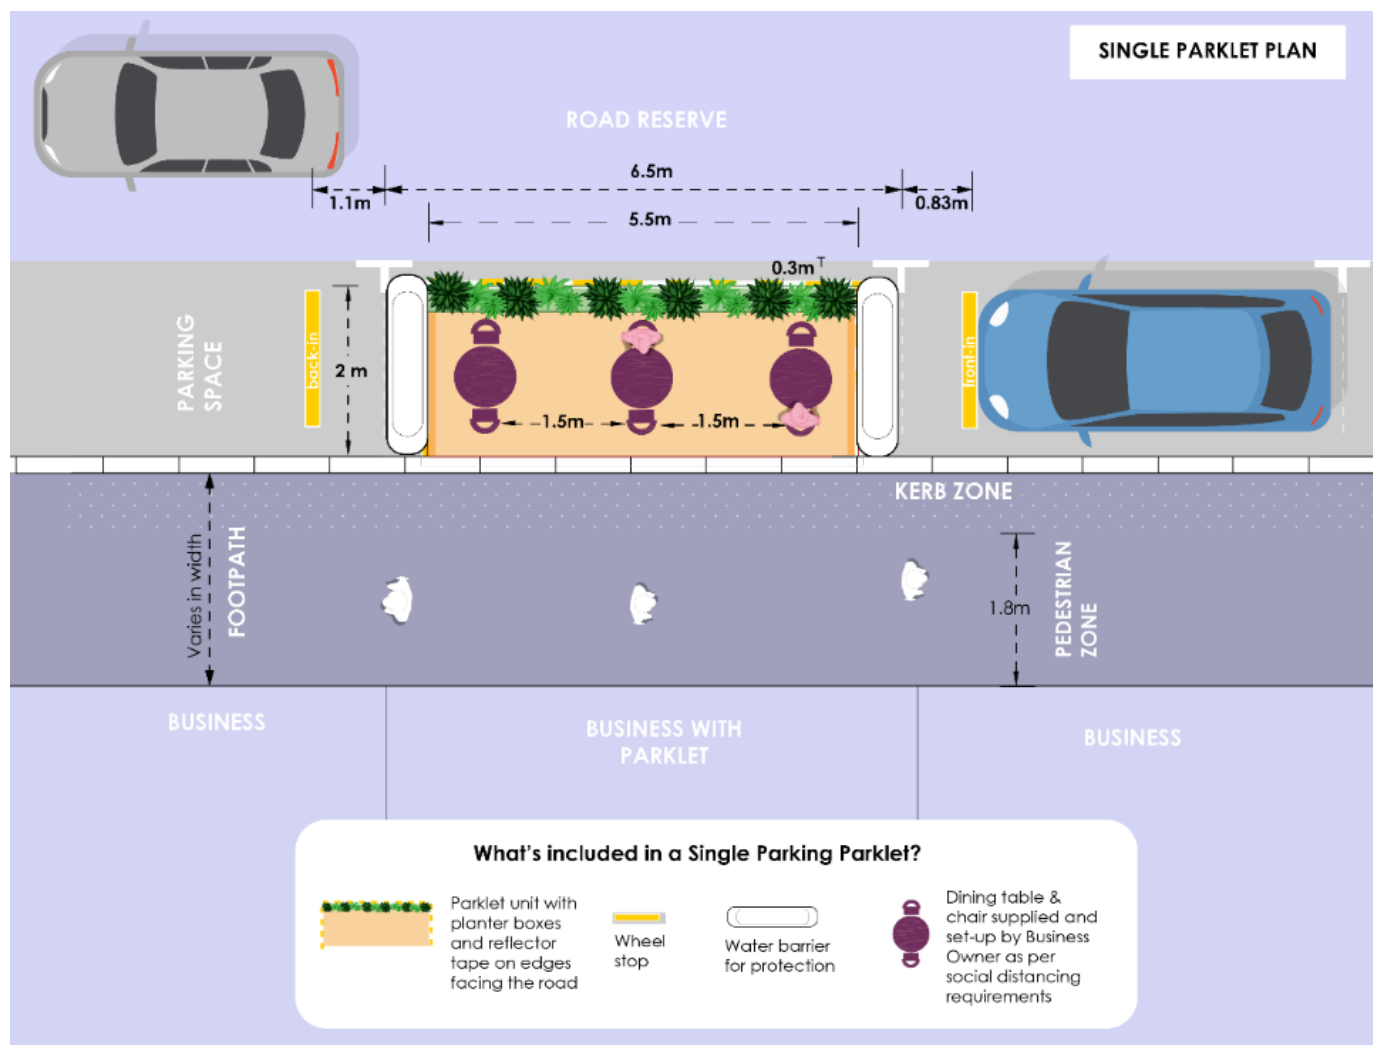 SINGLE PARKLET PLAN
ROAD RESERVE
6.5m
1.1m
0.83m
5.5m
0.3m
PARKING
SPACE
back-in
2 m
1.5m
1.5m
front-in
KERB ZONE
Varies in width
FOOTPATH
1.8m
PEDESTRIAN
ZONE
BUSINESS
BUSINESS WITH
PARKLET
BUSINESS
What's included in a Single Parking Parklet?
Parklet unit with
planter boxes
and reflector
tape on edges
facing the road
Wheel
stop
Water barrier
for protection
Dining table &
chair supplied and
set-up by Business
Owner as per
social distancing
requirements